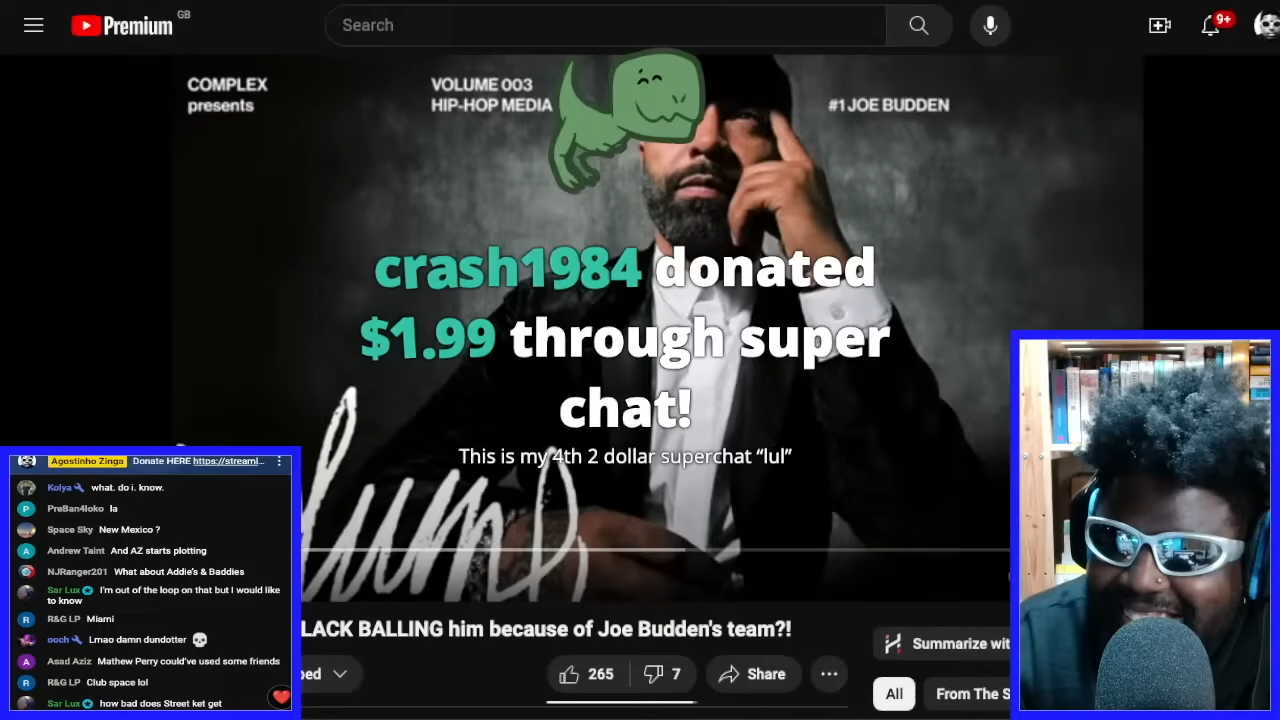 Premium GB
Search
9+
COMPLEX
presents
VOLUME 003
HIP-HOP MEDIA
#1 JOE BUDDEN
crash1984 donated
$1.99 through super
chat!
This is my 4th 2 dollar superchat “lul”
Agostinho Zinga Donate HERE https://streaml...
Kolya what. do i. know.
PreBan4loko la
Space Sky New Mexico ?
Andrew Taint And AZ starts plotting
NJRanger201 What about Addie's & Baddies
Sar Lux I'm out of the loop on that but I would like
to know
R&G LP Miami
occh Lmao damn dundotter
Asad Aziz Mathew Perry could've used some friends
R&G LP Club space lol
Sar Lux how bad does Street ket get
LACK BALLING him because of Joe Budden's team?!
265
7
Share
Summarize wit
All
From The S